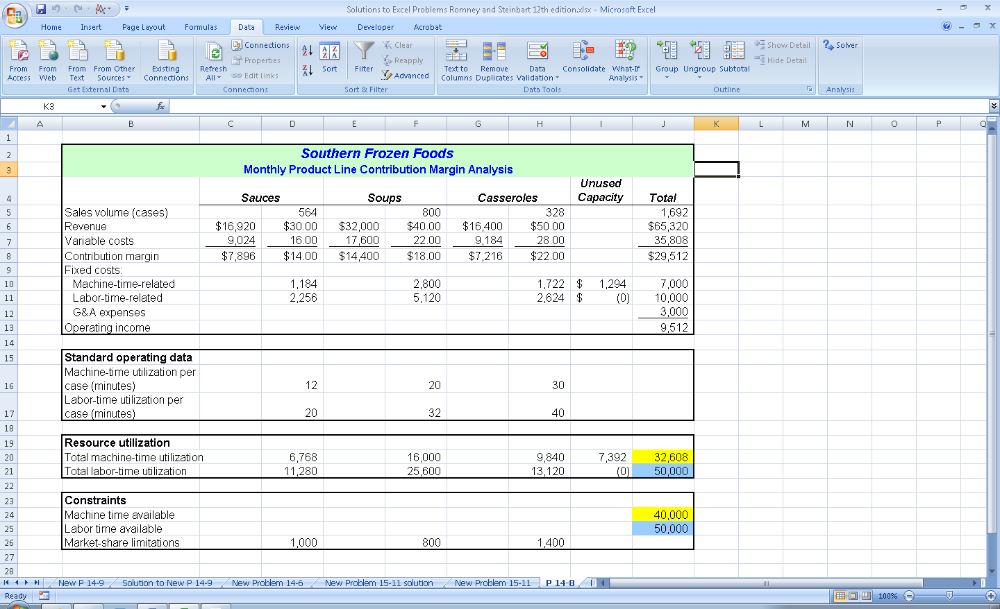 Solutions to Excel Problems Romney and Steinbart 12th edition.xlsx - Microsoft Excel
Home Insert Page Layout Formulas Data Review View Developer Acrobat
From Access From Web From Text From Other Sources Existing Connections
Get External Data
Refresh All Connections Properties Edit Links
Connections
Sort Filter Clear Reapply Advanced
Sort & Filter
Text to Columns Remove Duplicates Data Validation Consolidate What-If Analysis
Data Tools
Group Ungroup Subtotal Show Detail Hide Detail
Outline
Solver
Analysis
K3 fx
A B C D E F G H I J K L M N O P Q
1
2 Southern Frozen Foods
3 Monthly Product Line Contribution Margin Analysis
4 Sauces Soups Casseroles Unused Capacity Total
5 Sales volume (cases) 564 800 328 1,692
6 Revenue $16,920 $30.00 $32,000 $40.00 $16,400 $50.00 $65,320
7 Variable costs 9,024 16.00 17,600 22.00 9,184 28.00 35,808
8 Contribution margin $7,896 $14.00 $14,400 $18.00 $7,216 $22.00 $29,512
9 Fixed costs:
10 Machine-time-related 1,184 2,800 1,722 $ 1,294 7,000
11 Labor-time-related 2,256 5,120 2,624 $ (0) 10,000
12 G&A expenses 3,000
13 Operating income 9,512
14
15 Standard operating data
Machine-time utilization per
16 case (minutes) 12 20 30
Labor-time utilization per
17 case (minutes) 20 32 40
18
19 Resource utilization
20 Total machine-time utilization 6,768 16,000 9,840 7,392 32,608
21 Total labor-time utilization 11,280 25,600 13,120 (0) 50,000
22
23 Constraints
24 Machine time available 40,000
25 Labor time available 50,000
26 Market-share limitations 1,000 800 1,400
27
28
New P 14-9 Solution to New P 14-9 New Problem 14-6 New Problem 15-11 solution New Problem 15-11 P 14-8
Ready 100%